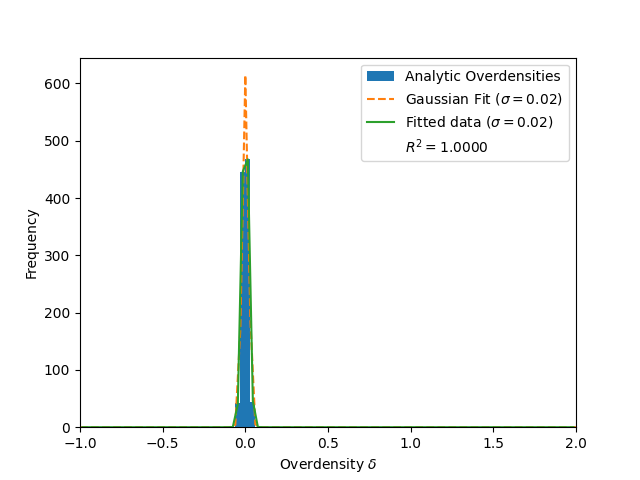 600
500
400
300
200
100
0
Frequency
−1.0 −0.5 0.0 0.5 1.0 1.5 2.0
Overdensity δ
Analytic Overdensities
Gaussian Fit (σ = 0.02)
Fitted data (σ = 0.02)
R² = 1.0000